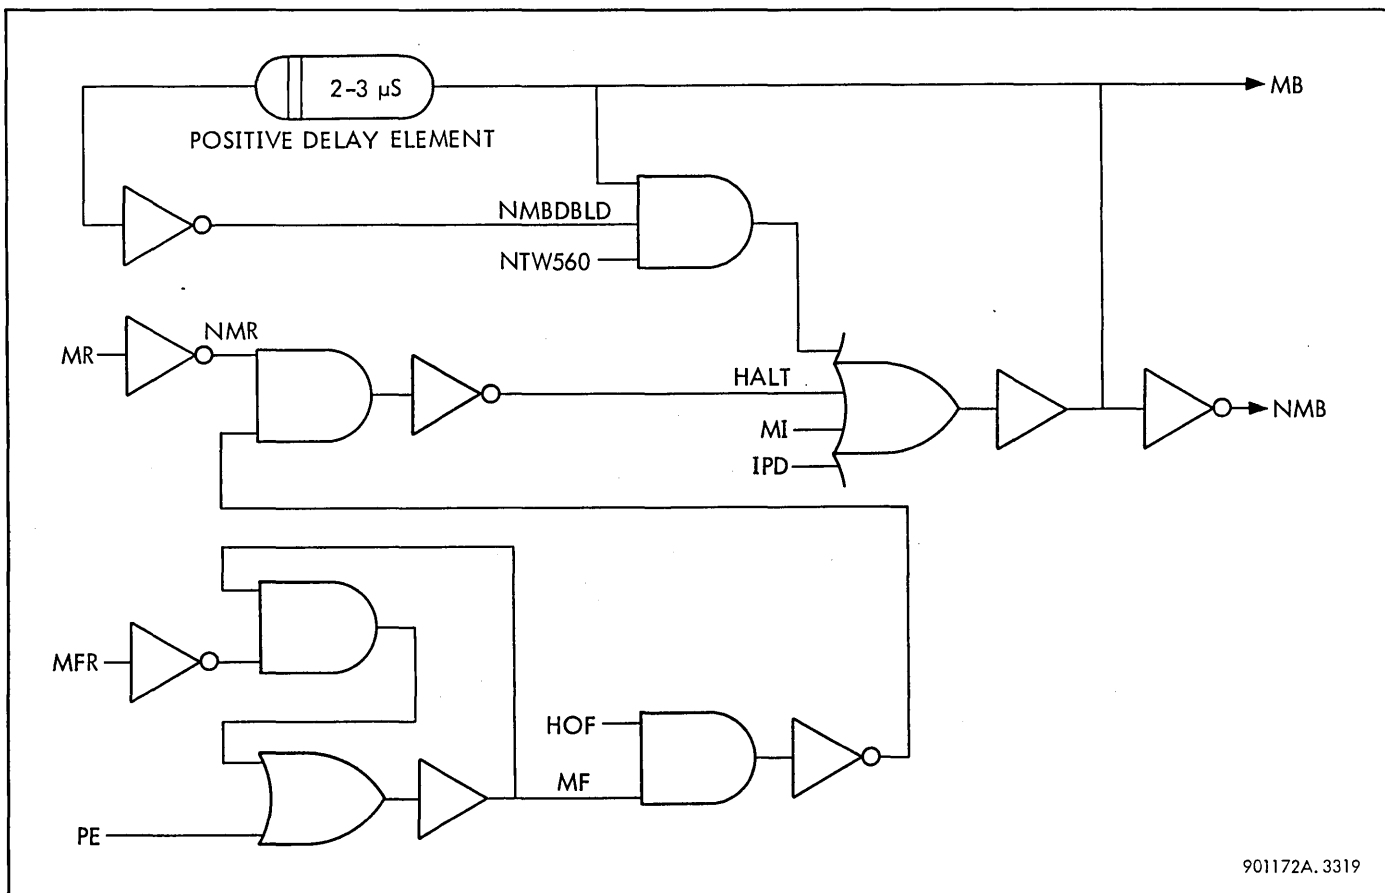 2-3 µS
MB
POSITIVE DELAY ELEMENT
NMBDBLD
NTW560
MR
NMR
HALT
MI
NMB
IPD
MFR
HOF
MF
PE
901172A.3319